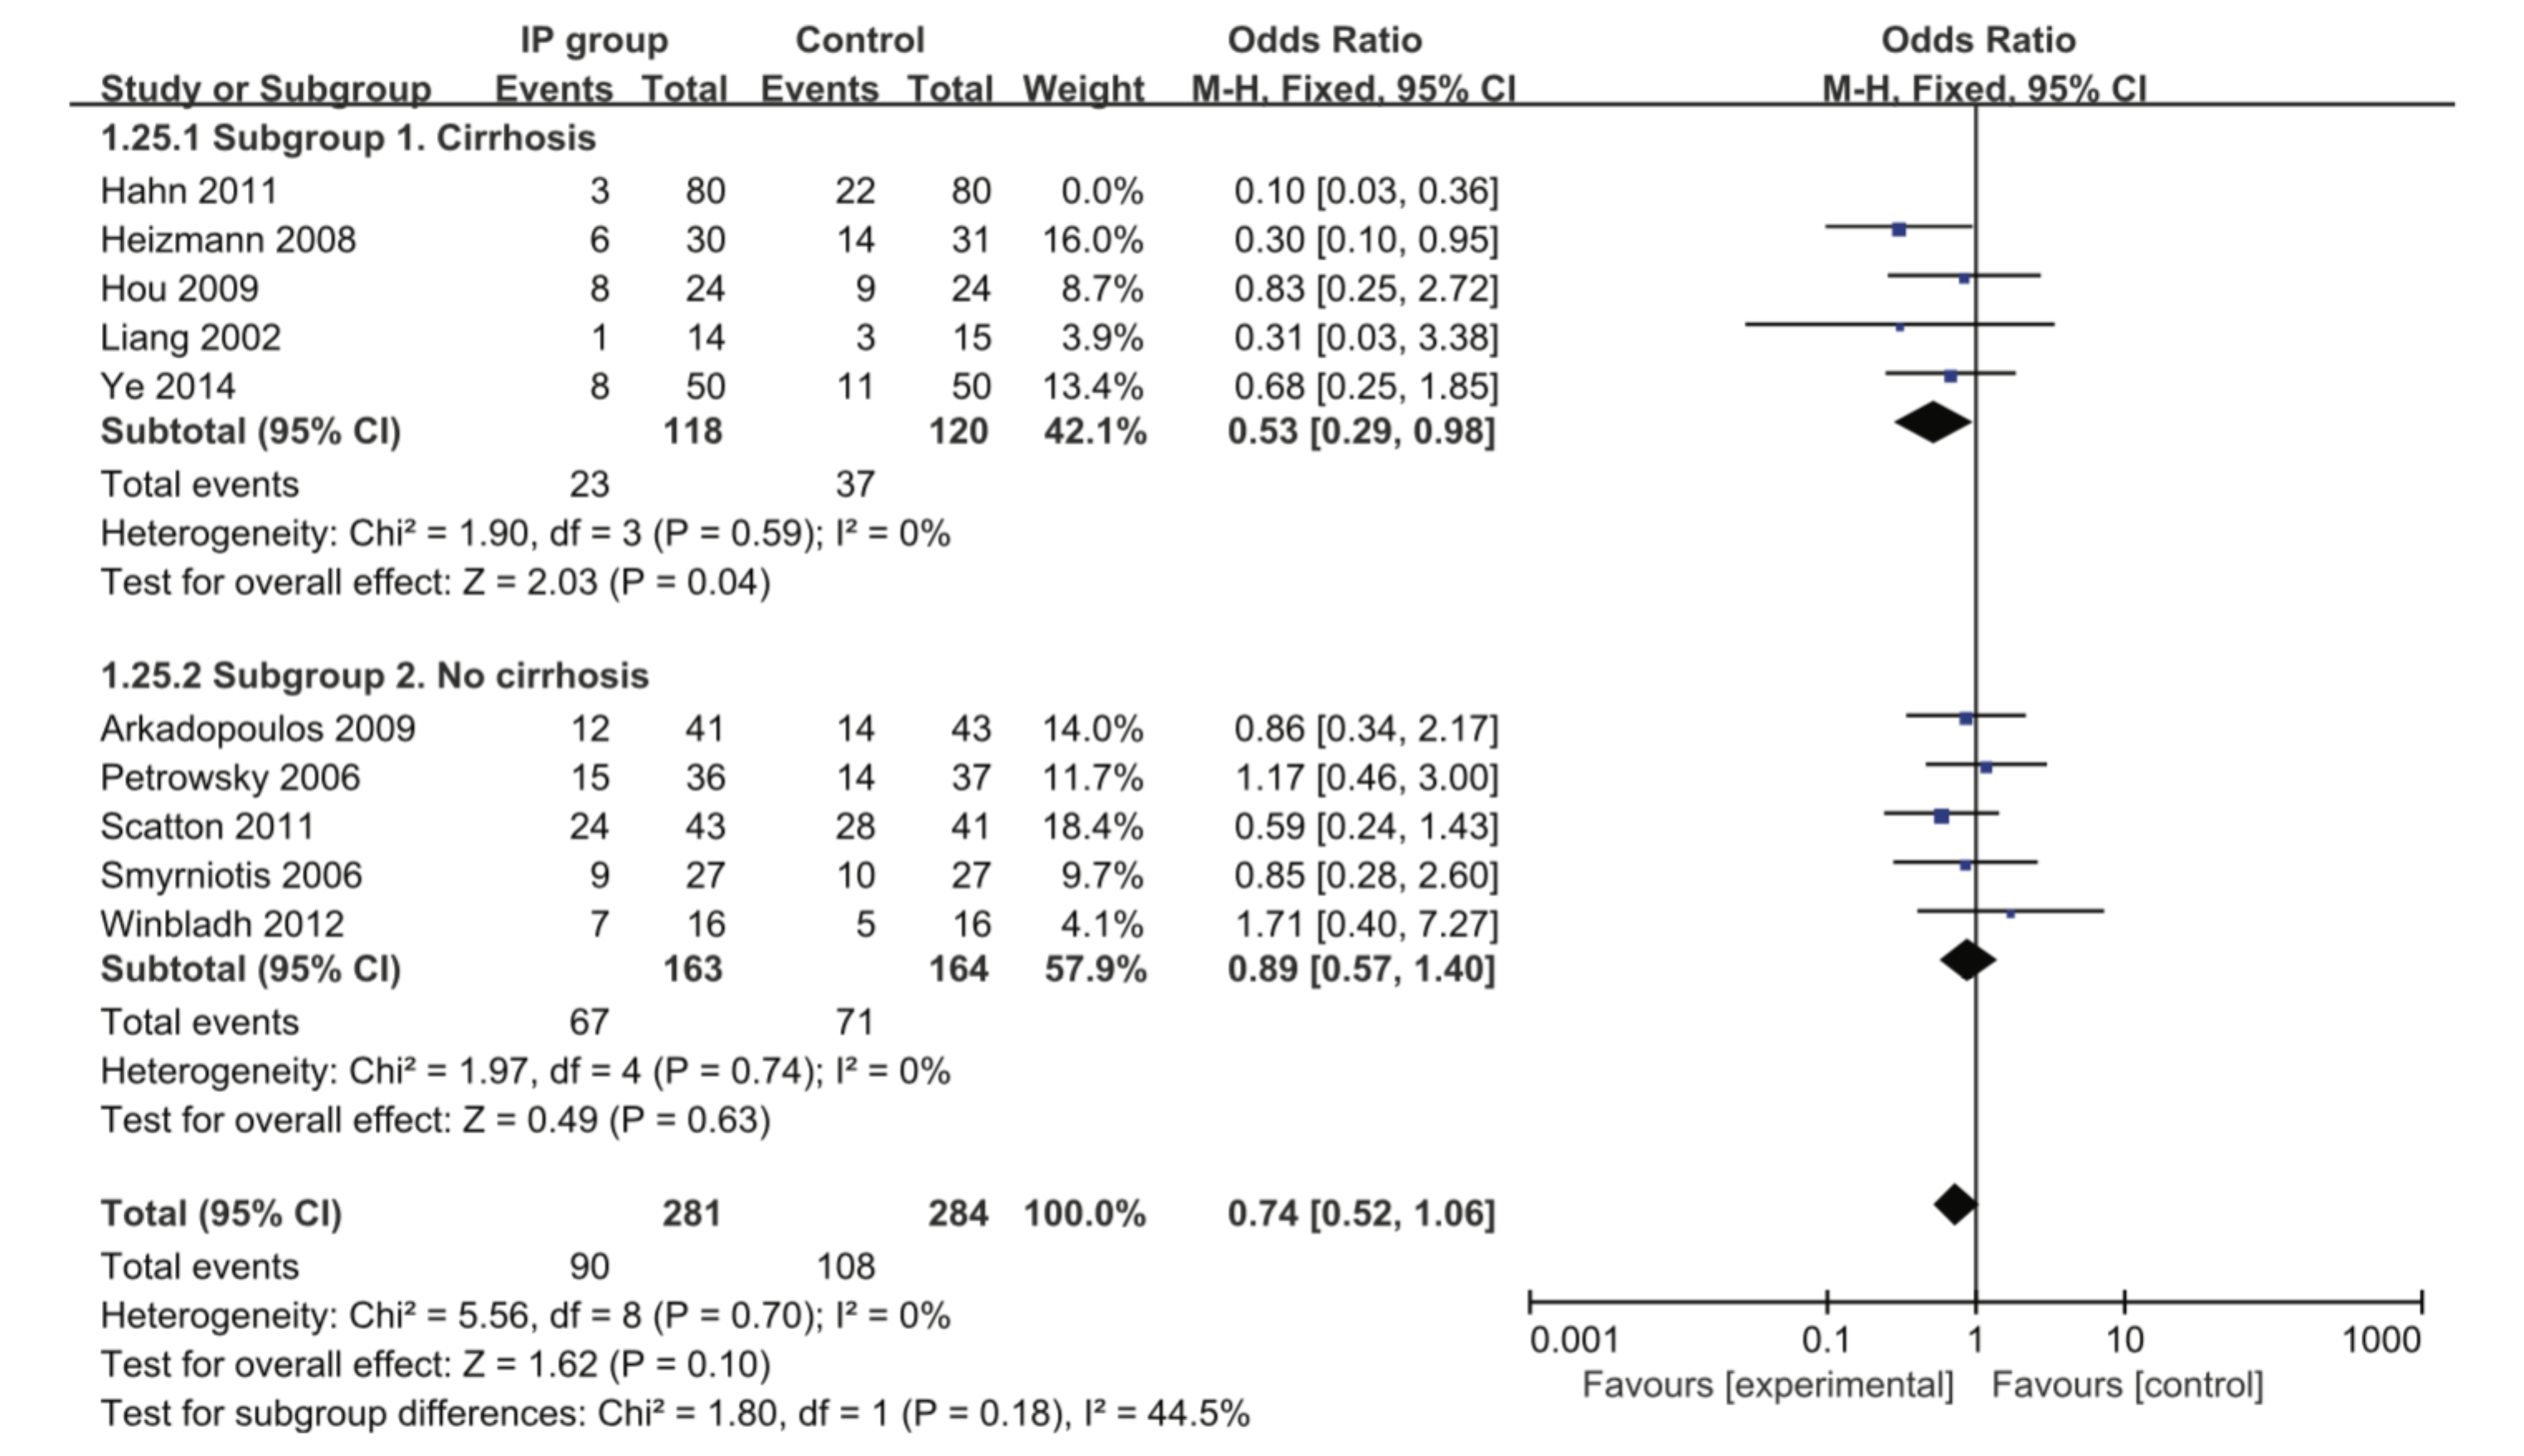 IP group Control Odds Ratio Odds Ratio
Study or Subgroup Events Total Events Total Weight M-H, Fixed, 95% CI M-H, Fixed, 95% CI
1.25.1 Subgroup 1. Cirrhosis
Hahn 2011 3 80 22 80 0.0% 0.10 [0.03, 0.36]
Heizmann 2008 6 30 14 31 16.0% 0.30 [0.10, 0.95]
Hou 2009 8 24 9 24 8.7% 0.83 [0.25, 2.72]
Liang 2002 1 14 3 15 3.9% 0.31 [0.03, 3.38]
Ye 2014 8 50 11 50 13.4% 0.68 [0.25, 1.85]
Subtotal (95% CI) 118 120 42.1% 0.53 [0.29, 0.98]
Total events 23 37
Heterogeneity: Chi² = 1.90, df = 3 (P = 0.59); I² = 0%
Test for overall effect: Z = 2.03 (P = 0.04)
1.25.2 Subgroup 2. No cirrhosis
Arkadopoulos 2009 12 41 14 43 14.0% 0.86 [0.34, 2.17]
Petrowsky 2006 15 36 14 37 11.7% 1.17 [0.46, 3.00]
Scatton 2011 24 43 28 41 18.4% 0.59 [0.24, 1.43]
Smyrniotis 2006 9 27 10 27 9.7% 0.85 [0.28, 2.60]
Winbladh 2012 7 16 5 16 4.1% 1.71 [0.40, 7.27]
Subtotal (95% CI) 163 164 57.9% 0.89 [0.57, 1.40]
Total events 67 71
Heterogeneity: Chi² = 1.97, df = 4 (P = 0.74); I² = 0%
Test for overall effect: Z = 0.49 (P = 0.63)
Total (95% CI) 281 284 100.0% 0.74 [0.52, 1.06]
Total events 90 108
Heterogeneity: Chi² = 5.56, df = 8 (P = 0.70); I² = 0%
Test for overall effect: Z = 1.62 (P = 0.10)
Test for subgroup differences: Chi² = 1.80, df = 1 (P = 0.18), I² = 44.5%
0.001 0.1 1 10 1000
Favours [experimental] Favours [control]